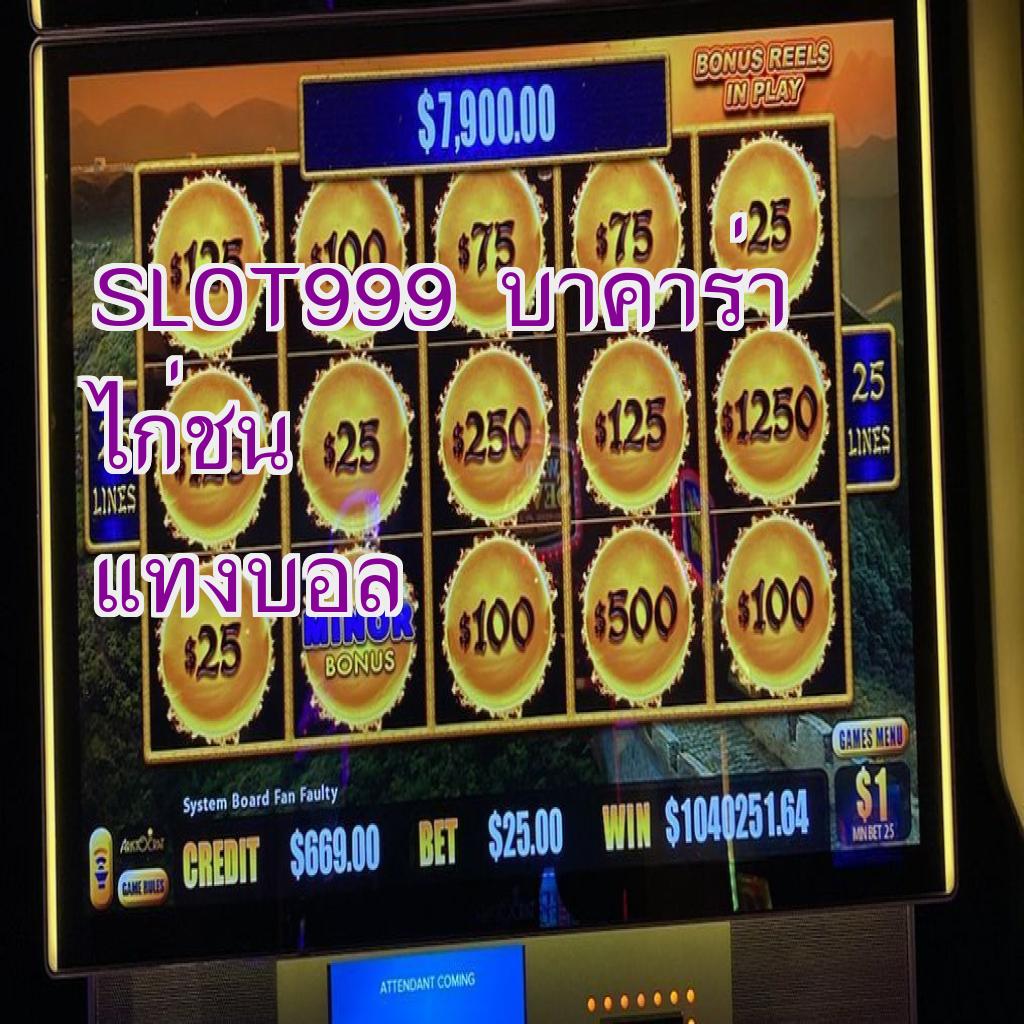 BONUS REELS
IN PLAY
$7,900.00
$125 $100 $75 $75 $25
SLOT999 บาคาร่า
ไก่ชน
แทงบอล
$25 $250 $125 $1250
25
LINES
LINES
$25 MINOR BONUS $100 $500 $100
GAMES MENU
System Board Fan Faulty
$1
MIN BET 25
ARISTOCRAT
GAME RULES
CREDIT $669.00 BET $25.00 WIN $1040251.64
ATTENDANT COMING